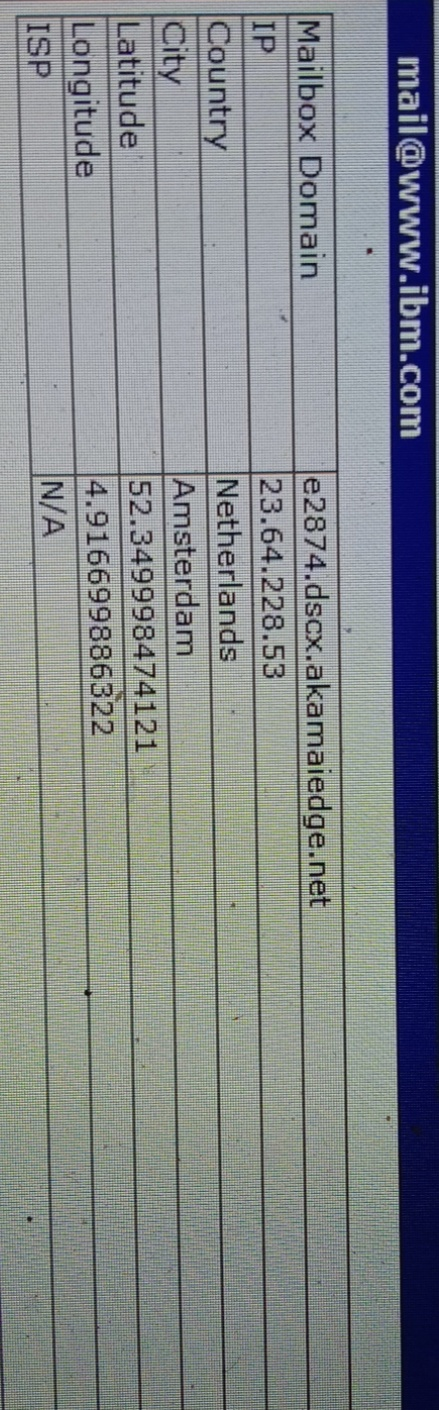 mail@www.ibm.com
Mailbox Domain e2874.dscx.akamaiedge.net
IP 23.64.228.53
Country Netherlands
City Amsterdam
Latitude 52.349998474121
Longitude 4.916699886322
ISP N/A